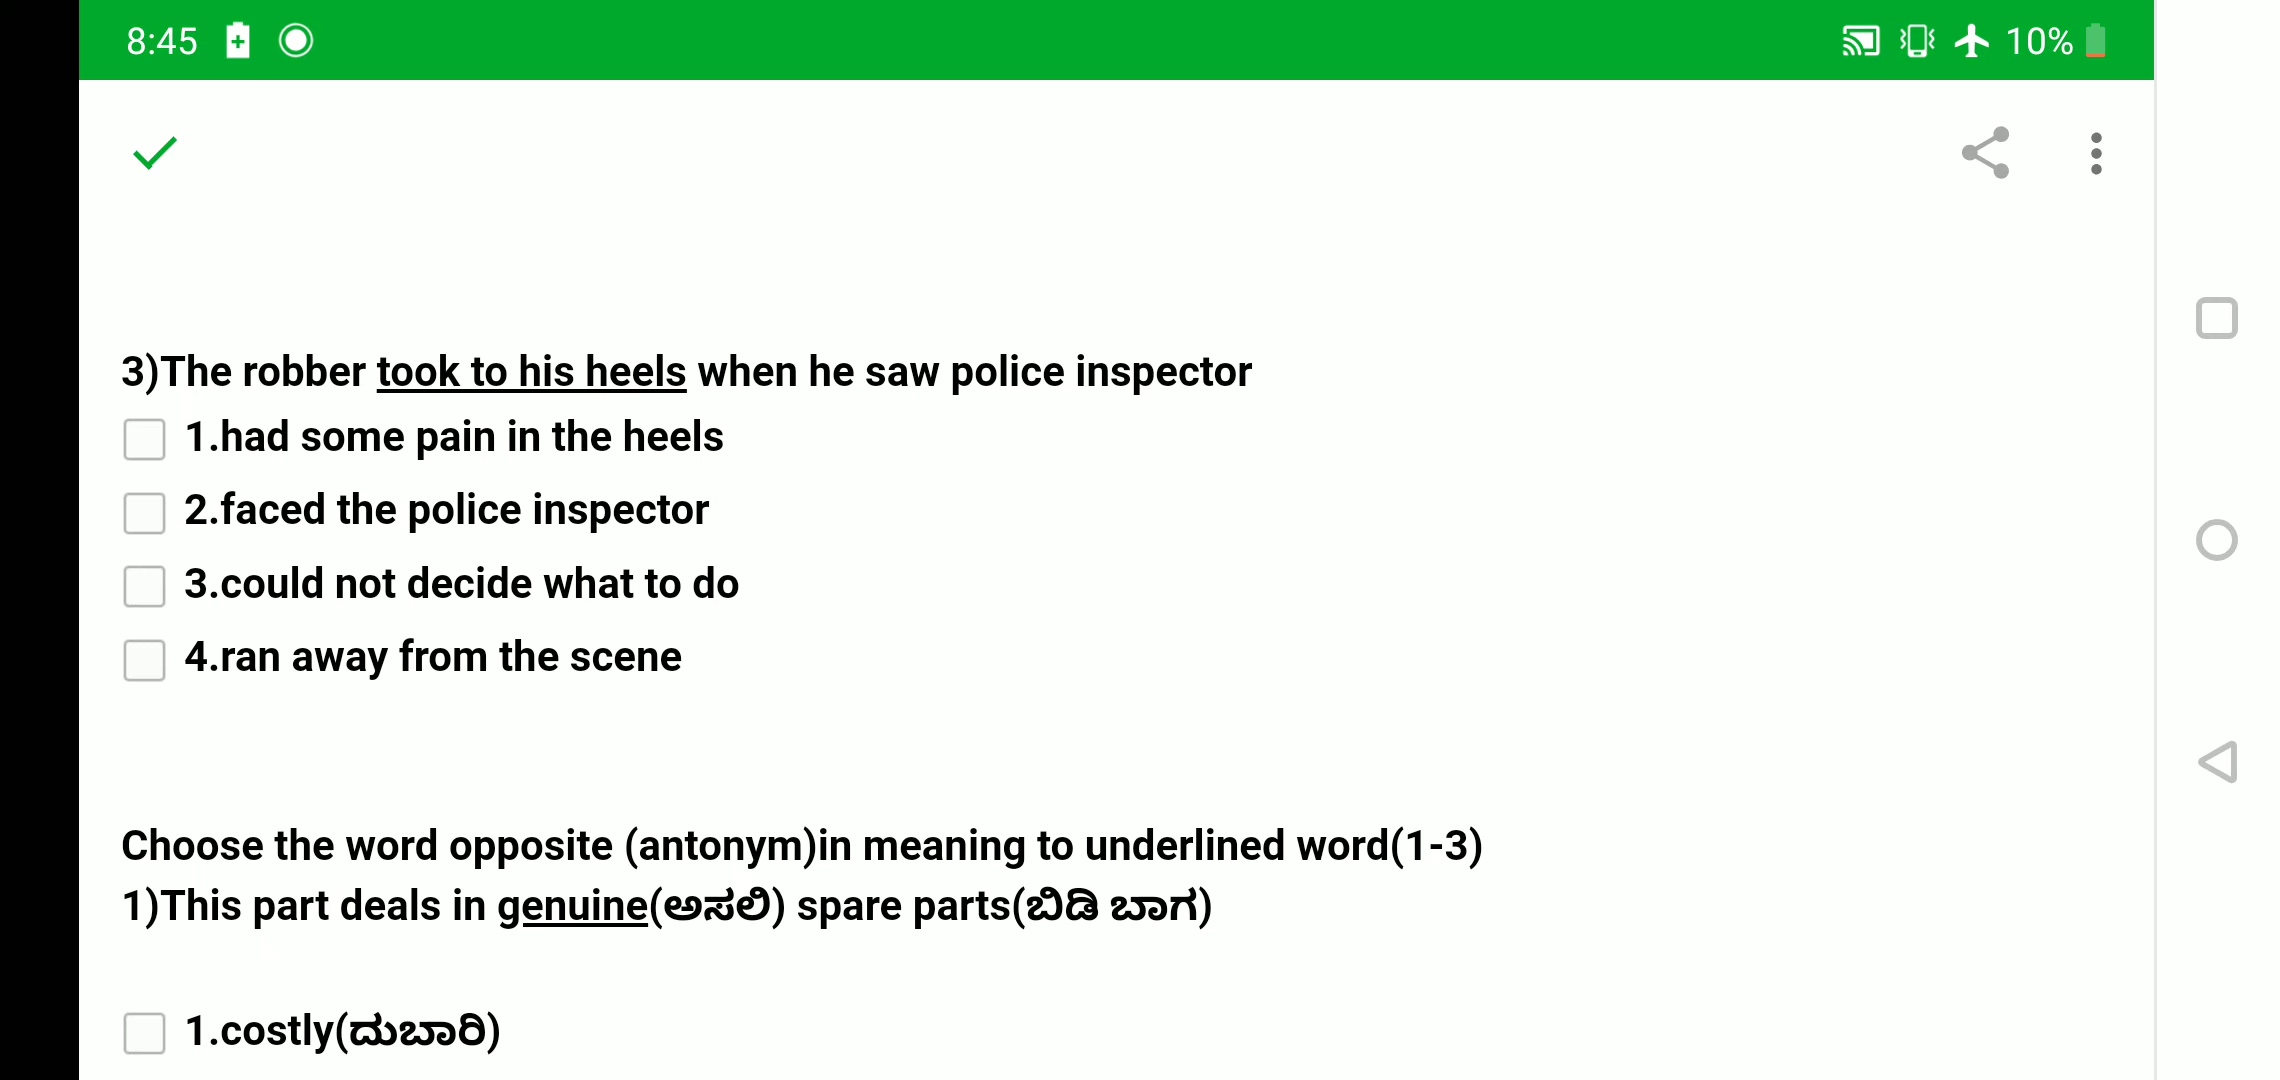 8:45
10%
3)The robber took to his heels when he saw police inspector
1.had some pain in the heels
2.faced the police inspector
3.could not decide what to do
4.ran away from the scene
Choose the word opposite (antonym)in meaning to underlined word(1-3)
1)This part deals in genuine(ಅಸಲಿ) spare parts(ಬಿಡಿ ಬಾಗ)
1.costly(ದುಬಾರಿ)